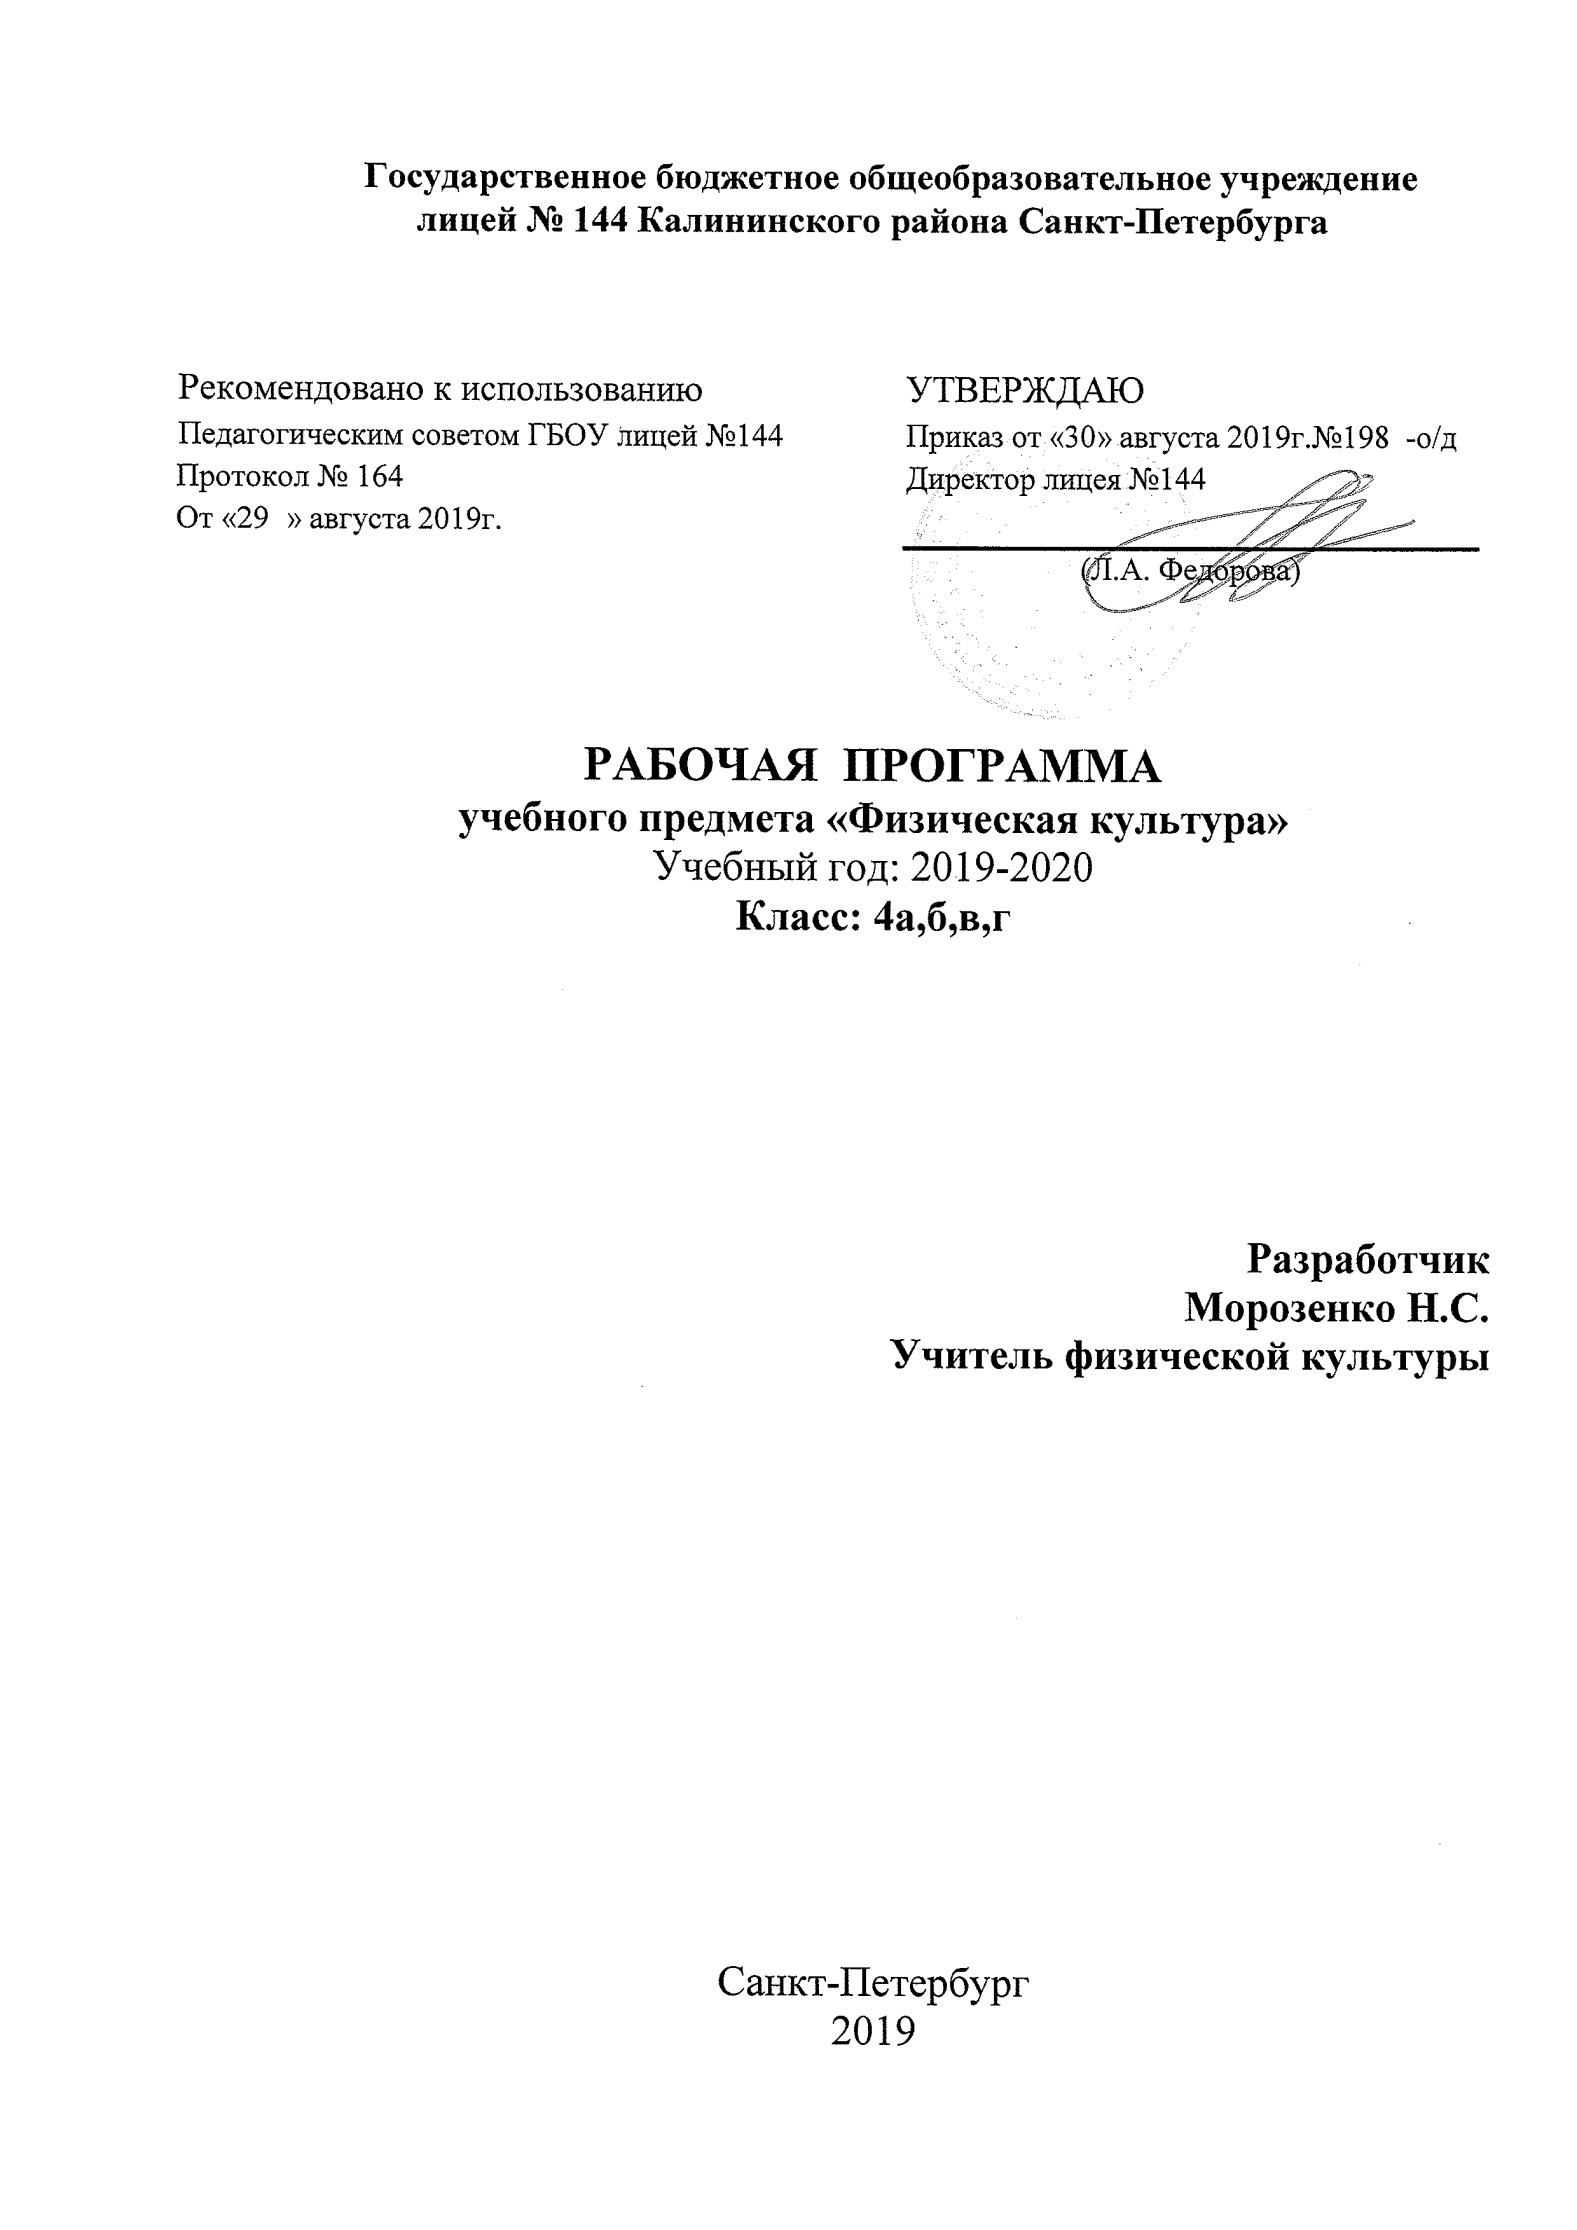 Государственное бюджетное общеобразовательное учреждение
лицей № 144 Калининского района Санкт-Петербурга
Рекомендовано к использованию
Педагогическим советом ГБОУ лицей №144
Протокол № 164
От «29  » августа 2019г.
УТВЕРЖДАЮ
Приказ от «30» августа 2019г.№198  -о/д
Директор лицея №144
(Л.А. Федорова)
РАБОЧАЯ  ПРОГРАММА
учебного предмета «Физическая культура»
Учебный год: 2019-2020
Класс: 4а,б,в,г
Разработчик
Морозенко Н.С.
Учитель физической культуры
Санкт-Петербург
2019